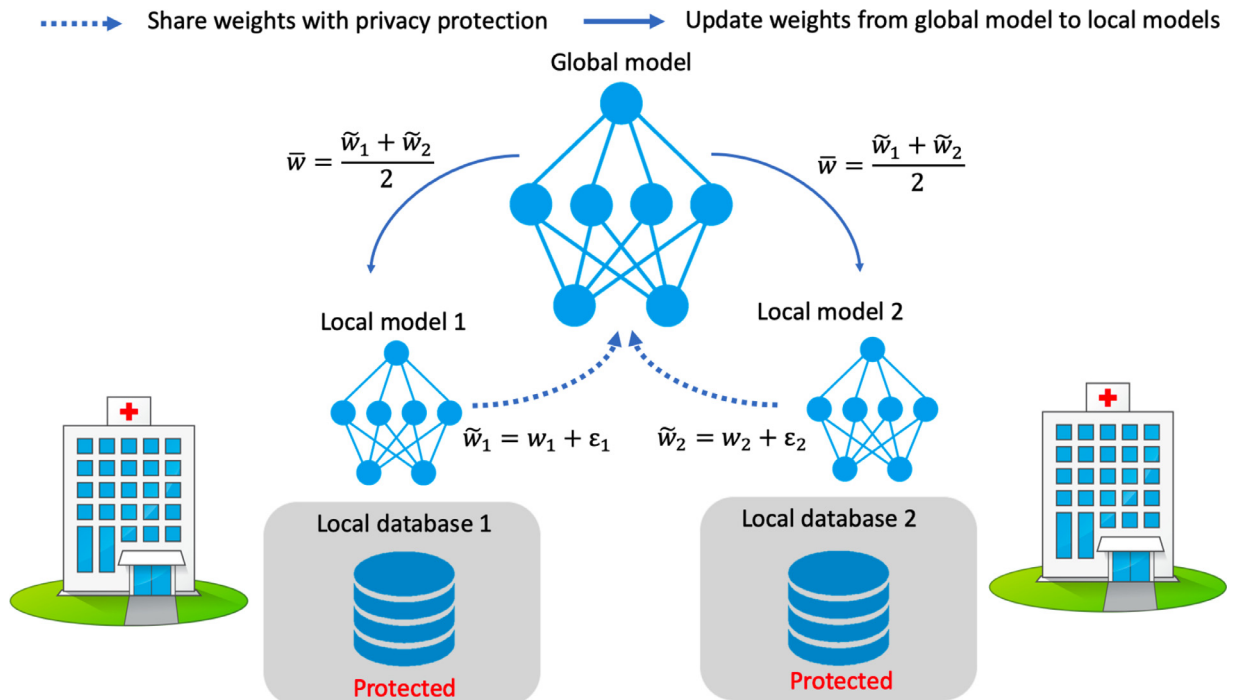 Share weights with privacy protection
Update weights from global model to local models
Global model
w̄ = (w̃₁ + w̃₂) / 2
w̄ = (w̃₁ + w̃₂) / 2
Local model 1
Local model 2
w̃₁ = w₁ + ε₁
w̃₂ = w₂ + ε₂
Local database 1
Local database 2
Protected
Protected